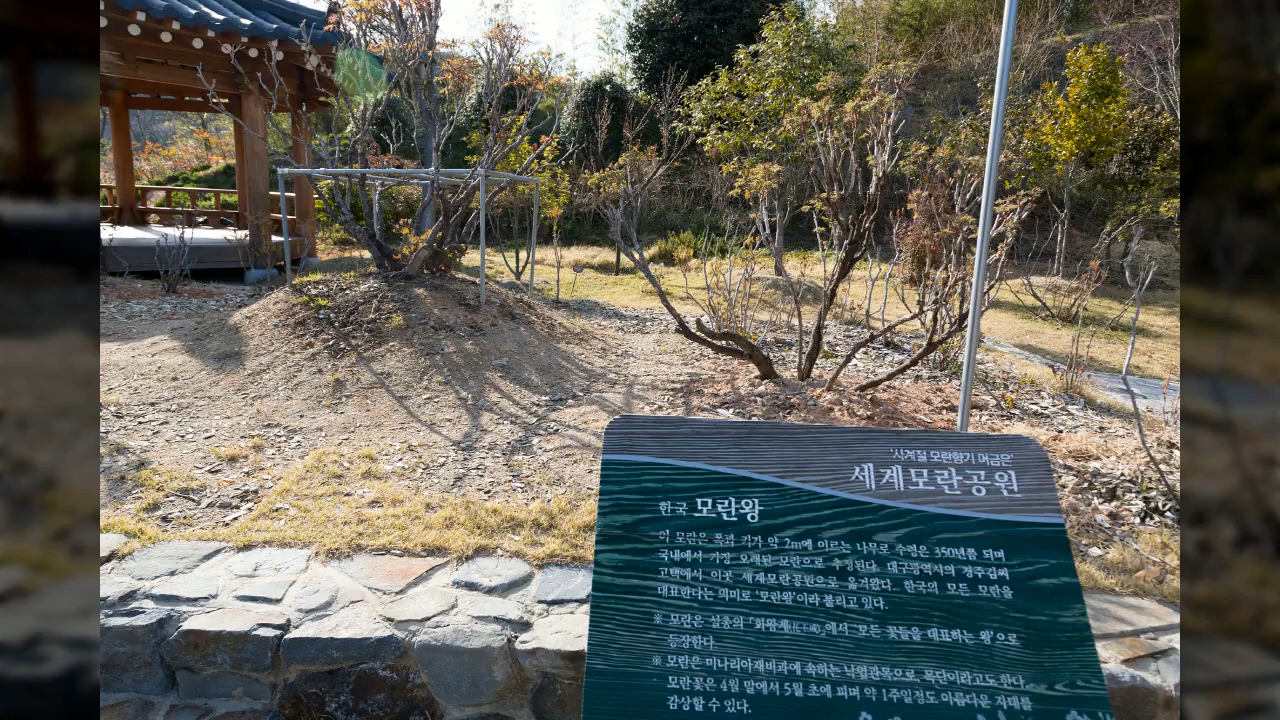 '사계절 모란향기 머금은'
세계모란공원
한국 모란왕
이 모란은 폭과 키가 약 2m에 이르는 나무로 수령은 350년쯤 되며
국내에서 가장 오래된 모란으로 추정된다. 대구광역시의 경주김씨
고택에서 이곳 세계모란공원으로 옮겨왔다. 한국의 모든 모란을
대표한다는 의미로 '모란왕'이라 불리고 있다.
※ 모란은 설총의 「화왕계(花王戒)」에서 '모든 꽃들을 대표하는 왕'으로
등장한다.
※ 모란은 미나리아재비과에 속하는 낙엽관목으로, 목단이라고도 한다.
모란꽃은 4월 말에서 5월 초에 피며 약 1주일정도 아름다운 자태를
감상할 수 있다.